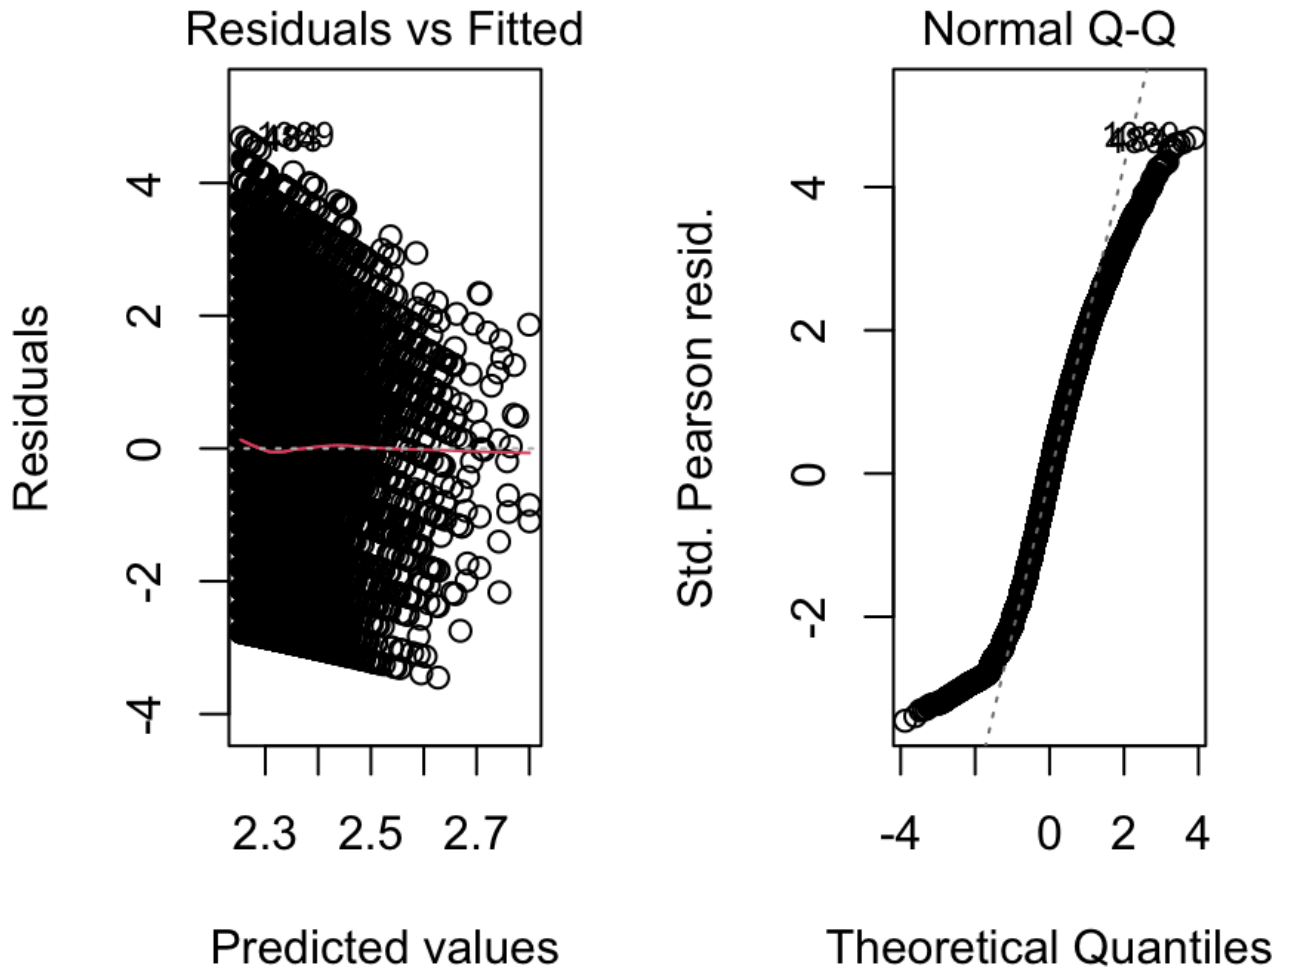 Residuals vs Fitted
Residuals
4
2
0
-2
-4
2.3 2.5 2.7
Predicted values
Normal Q-Q
Std. Pearson resid.
4
2
0
-2
-4 0 2 4
Theoretical Quantiles